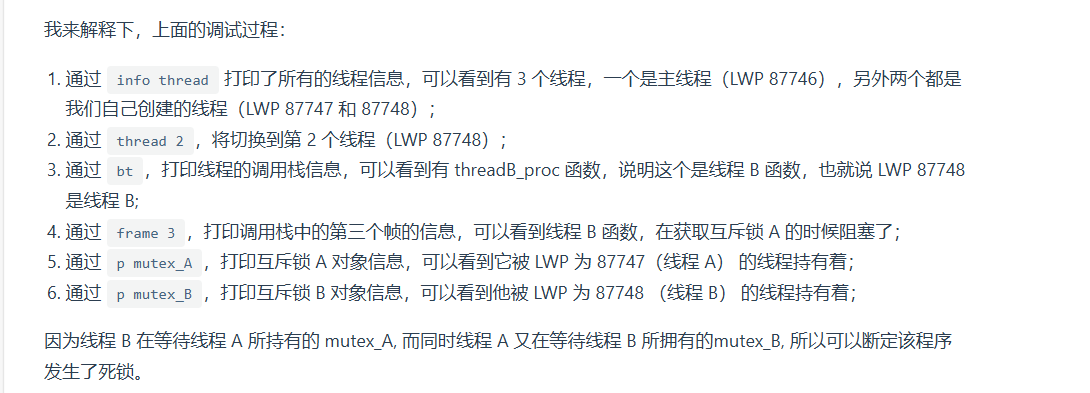 我来解释下，上面的调试过程：
1. 通过 info thread 打印了所有的线程信息，可以看到有 3 个线程，一个是主线程（LWP 87746），另外两个都是
我们自己创建的线程（LWP 87747 和 87748）；
2. 通过 thread 2，将切换到第 2 个线程（LWP 87748）；
3. 通过 bt，打印线程的调用栈信息，可以看到有 threadB_proc 函数，说明这个是线程 B 函数，也就说 LWP 87748
是线程 B;
4. 通过 frame 3，打印调用栈中的第三个帧的信息，可以看到线程 B 函数，在获取互斥锁 A 的时候阻塞了；
5. 通过 p mutex_A，打印互斥锁 A 对象信息，可以看到它被 LWP 为 87747（线程 A） 的线程持有着；
6. 通过 p mutex_B，打印互斥锁 B 对象信息，可以看到他被 LWP 为 87748 （线程 B） 的线程持有着；
因为线程 B 在等待线程 A 所持有的 mutex_A, 而同时线程 A 又在等待线程 B 所拥有的mutex_B, 所以可以断定该程序
发生了死锁。